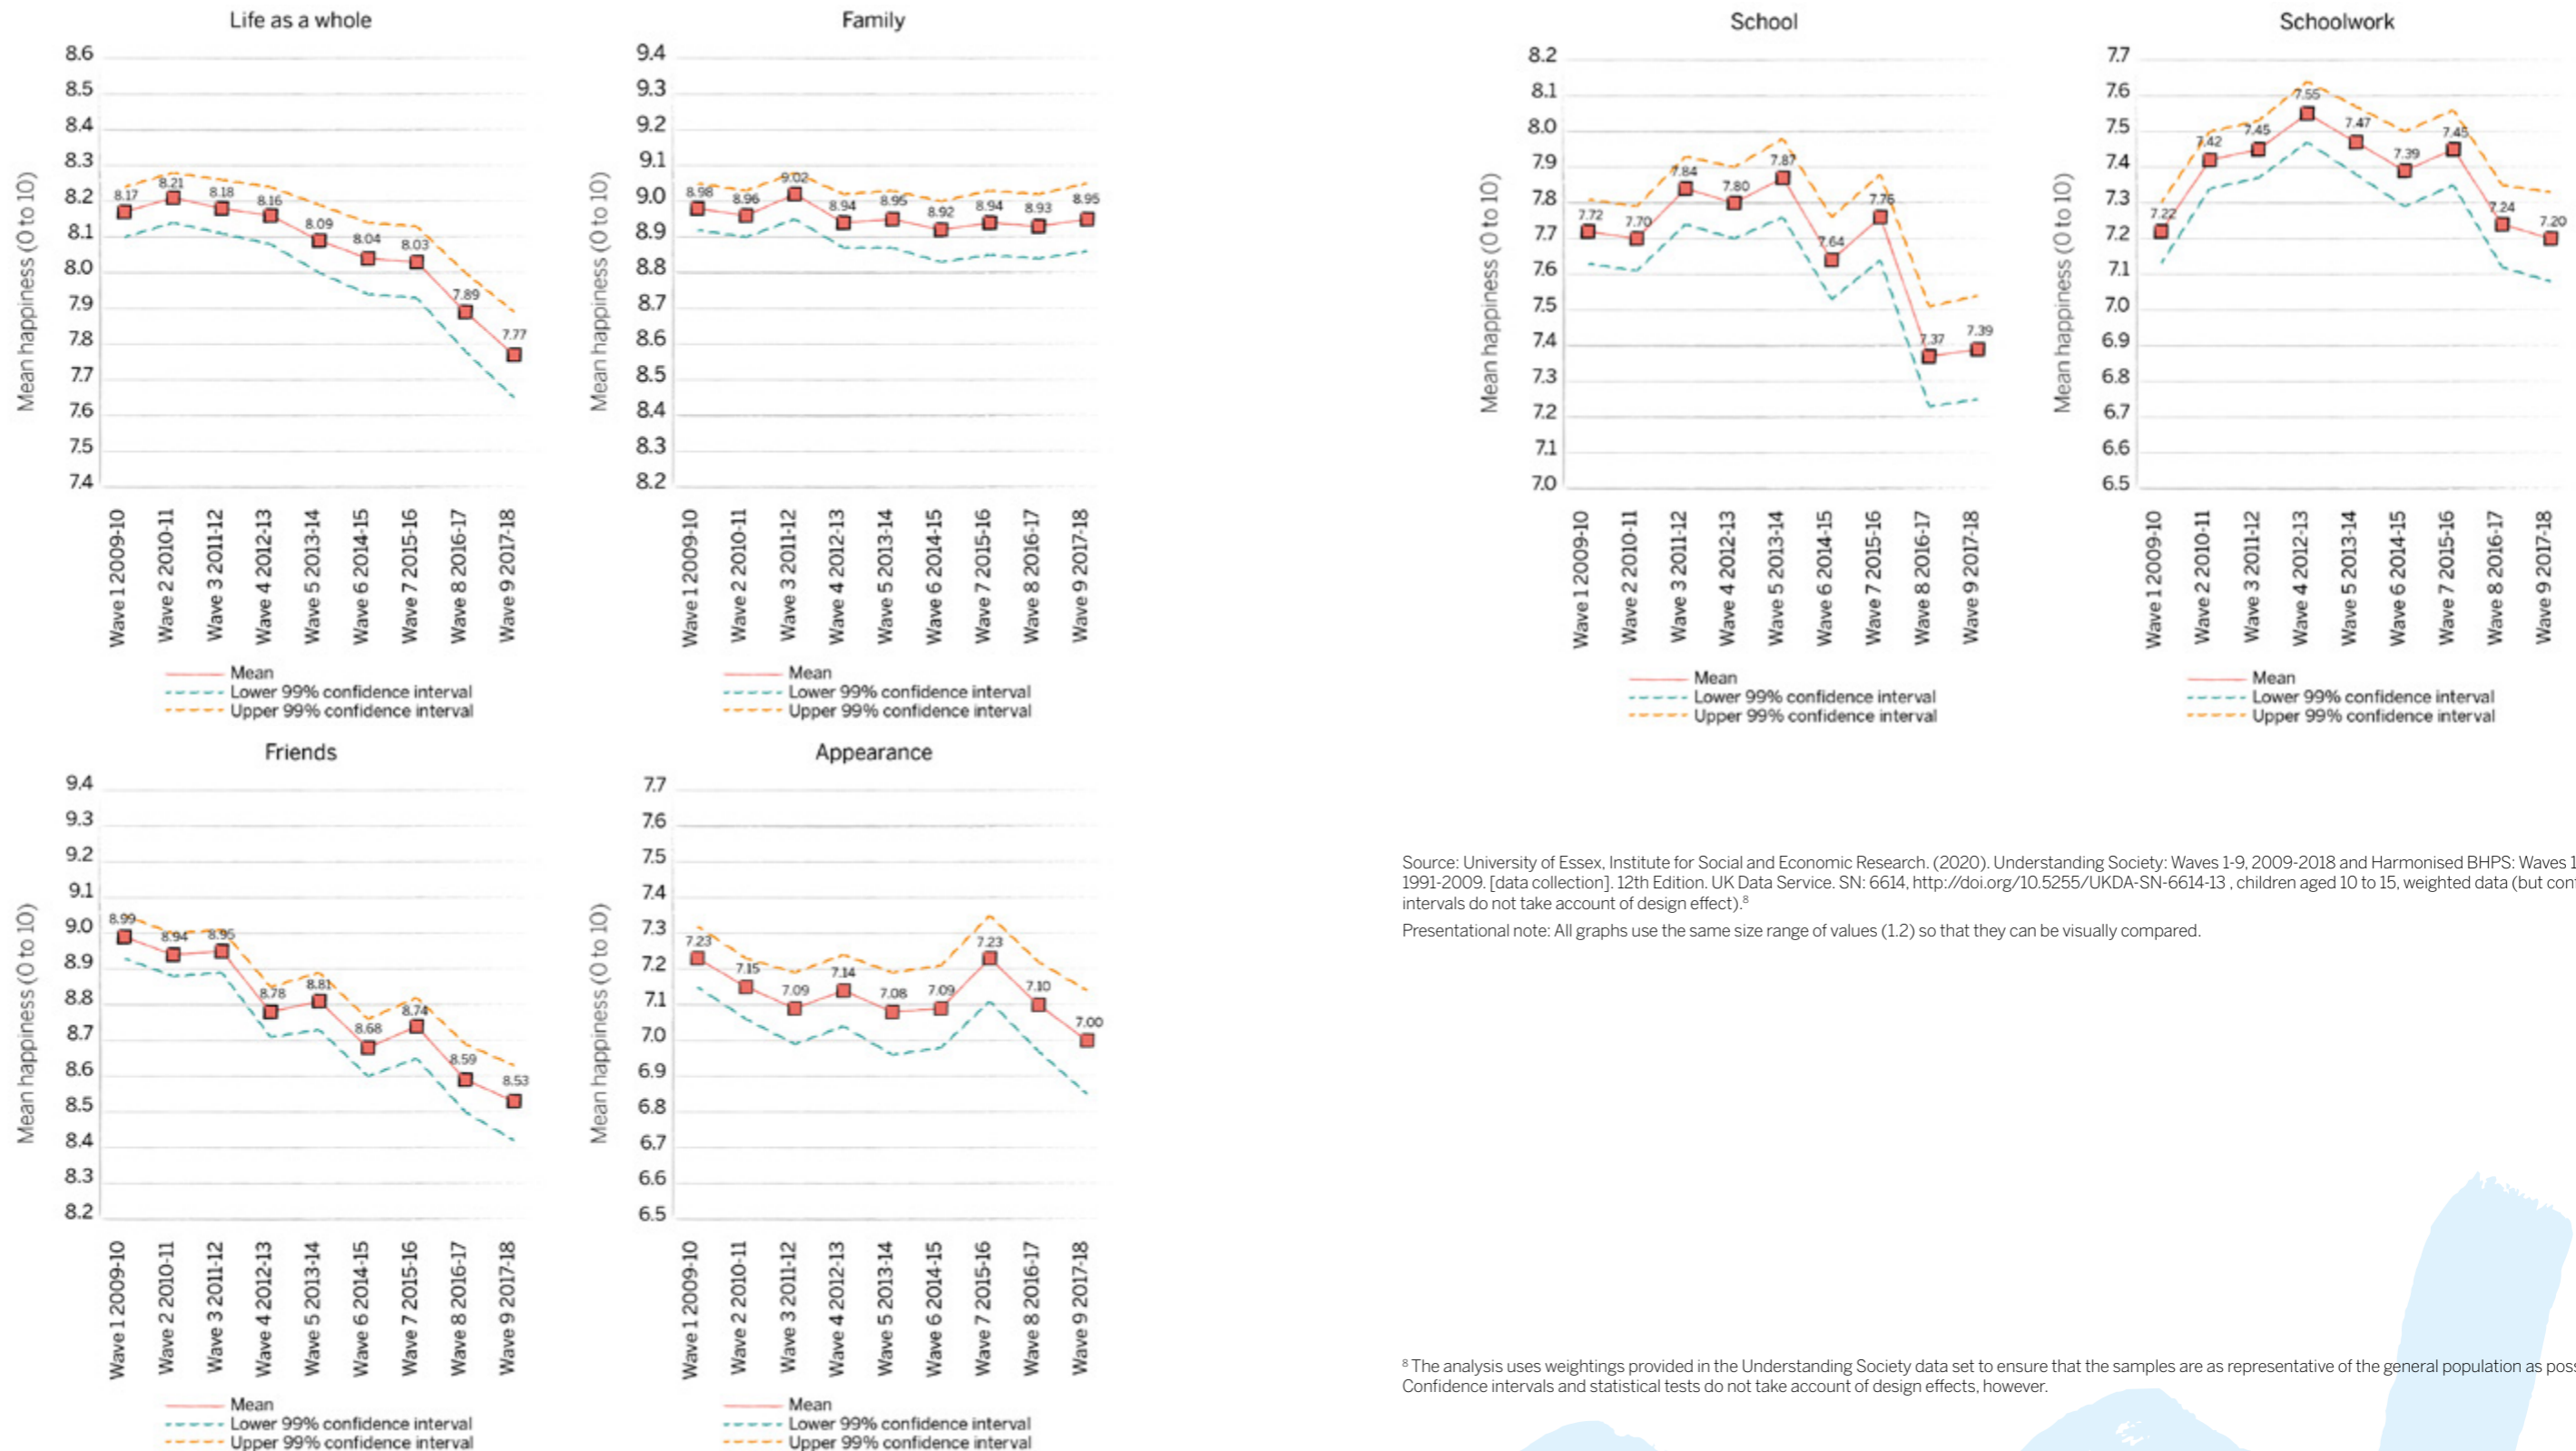 Life as a whole
Mean happiness (0 to 10)
8.6
8.5
8.4
8.3
8.2
8.1
8.0
7.9
7.8
7.7
7.6
7.5
7.4
8.17
8.21
8.18
8.16
8.09
8.04
8.03
7.89
7.77
Wave 1 2009-10
Wave 2 2010-11
Wave 3 2011-12
Wave 4 2012-13
Wave 5 2013-14
Wave 6 2014-15
Wave 7 2015-16
Wave 8 2016-17
Wave 9 2017-18
Mean
Lower 99% confidence interval
Upper 99% confidence interval
Family
Mean happiness (0 to 10)
9.4
9.3
9.2
9.1
9.0
8.9
8.8
8.7
8.6
8.5
8.4
8.3
8.2
8.98
8.96
9.02
8.94
8.95
8.92
8.94
8.93
8.95
Wave 1 2009-10
Wave 2 2010-11
Wave 3 2011-12
Wave 4 2012-13
Wave 5 2013-14
Wave 6 2014-15
Wave 7 2015-16
Wave 8 2016-17
Wave 9 2017-18
Mean
Lower 99% confidence interval
Upper 99% confidence interval
Friends
Mean happiness (0 to 10)
9.4
9.3
9.2
9.1
9.0
8.9
8.8
8.7
8.6
8.5
8.4
8.3
8.2
8.99
8.94
8.95
8.78
8.81
8.68
8.74
8.59
8.53
Wave 1 2009-10
Wave 2 2010-11
Wave 3 2011-12
Wave 4 2012-13
Wave 5 2013-14
Wave 6 2014-15
Wave 7 2015-16
Wave 8 2016-17
Wave 9 2017-18
Mean
Lower 99% confidence interval
Upper 99% confidence interval
Appearance
Mean happiness (0 to 10)
7.7
7.6
7.5
7.4
7.3
7.2
7.1
7.0
6.9
6.8
6.7
6.6
6.5
7.23
7.15
7.09
7.14
7.08
7.09
7.23
7.10
7.00
Wave 1 2009-10
Wave 2 2010-11
Wave 3 2011-12
Wave 4 2012-13
Wave 5 2013-14
Wave 6 2014-15
Wave 7 2015-16
Wave 8 2016-17
Wave 9 2017-18
Mean
Lower 99% confidence interval
Upper 99% confidence interval
School
Mean happiness (0 to 10)
8.2
8.1
8.0
7.9
7.8
7.7
7.6
7.5
7.4
7.3
7.2
7.1
7.0
7.72
7.70
7.84
7.80
7.87
7.64
7.76
7.37
7.39
Wave 1 2009-10
Wave 2 2010-11
Wave 3 2011-12
Wave 4 2012-13
Wave 5 2013-14
Wave 6 2014-15
Wave 7 2015-16
Wave 8 2016-17
Wave 9 2017-18
Mean
Lower 99% confidence interval
Upper 99% confidence interval
Schoolwork
Mean happiness (0 to 10)
7.7
7.6
7.5
7.4
7.3
7.2
7.1
7.0
6.9
6.8
6.7
6.6
6.5
7.22
7.42
7.45
7.55
7.47
7.39
7.45
7.24
7.20
Wave 1 2009-10
Wave 2 2010-11
Wave 3 2011-12
Wave 4 2012-13
Wave 5 2013-14
Wave 6 2014-15
Wave 7 2015-16
Wave 8 2016-17
Wave 9 2017-18
Mean
Lower 99% confidence interval
Upper 99% confidence interval
Source: University of Essex, Institute for Social and Economic Research. (2020). Understanding Society: Waves 1-9, 2009-2018 and Harmonised BHPS: Waves 1
1991-2009. [data collection]. 12th Edition. UK Data Service. SN: 6614, http://doi.org/10.5255/UKDA-SN-6614-13 , children aged 10 to 15, weighted data (but con
intervals do not take account of design effect).⁸
Presentational note: All graphs use the same size range of values (1.2) so that they can be visually compared.
⁸ The analysis uses weightings provided in the Understanding Society data set to ensure that the samples are as representative of the general population as poss
Confidence intervals and statistical tests do not take account of design effects, however.